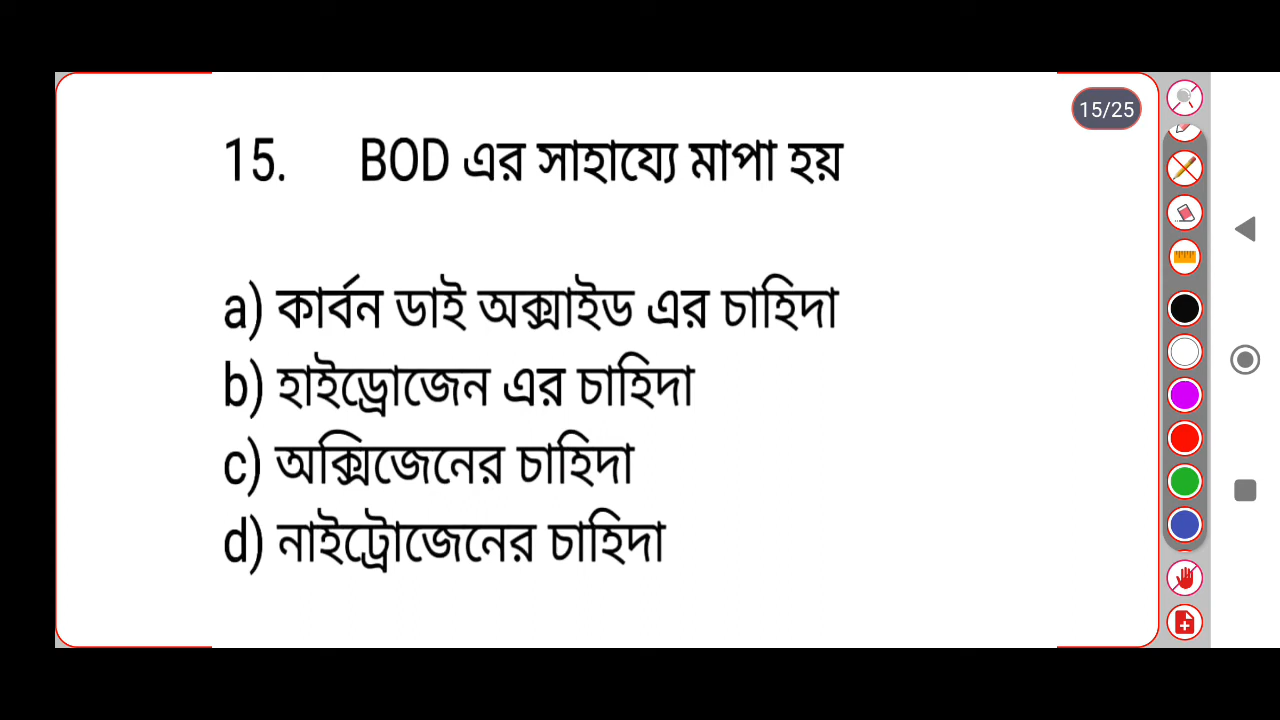 15/25
15. BOD এর সাহায্যে মাপা হয়
a) কার্বন ডাই অক্সাইড এর চাহিদা
b) হাইড্রোজেন এর চাহিদা
c) অক্সিজেনের চাহিদা
d) নাইট্রোজেনের চাহিদা